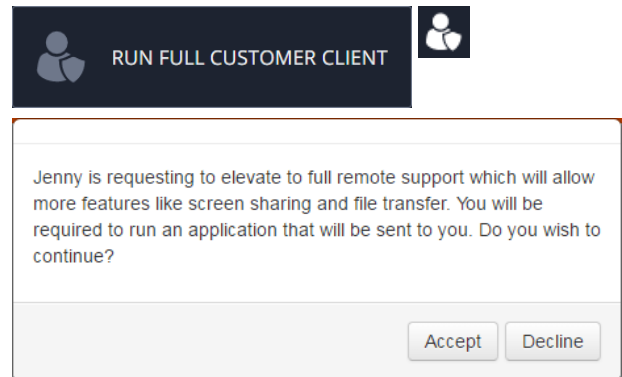 RUN FULL CUSTOMER CLIENT
Jenny is requesting to elevate to full remote support which will allow
more features like screen sharing and file transfer. You will be
required to run an application that will be sent to you. Do you wish to
continue?
Accept Decline